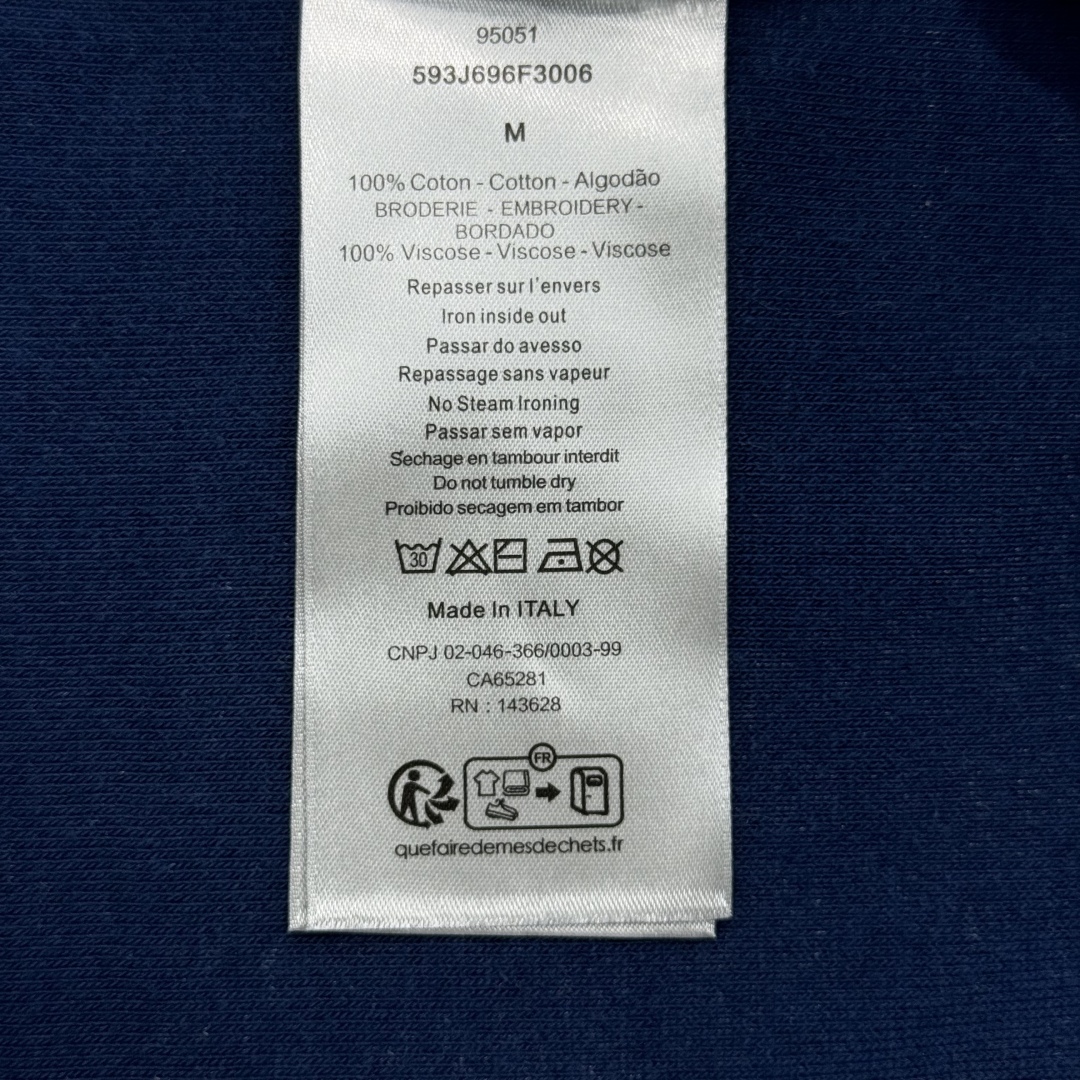 95051
593J696F3006
M
100% Coton - Cotton - Algodão
BRODERIE - EMBROIDERY -
BORDADO
100% Viscose - Viscose - Viscose
Repasser sur l'envers
Iron inside out
Passar do avesso
Repassage sans vapeur
No Steam Ironing
Passar sem vapor
Sechage en tambour interdit
Do not tumble dry
Proibido secagem em tambor
30
Made In ITALY
CNPJ 02-046-366/0003-99
CA65281
RN : 143628
FR
quefairedemesdechets.fr